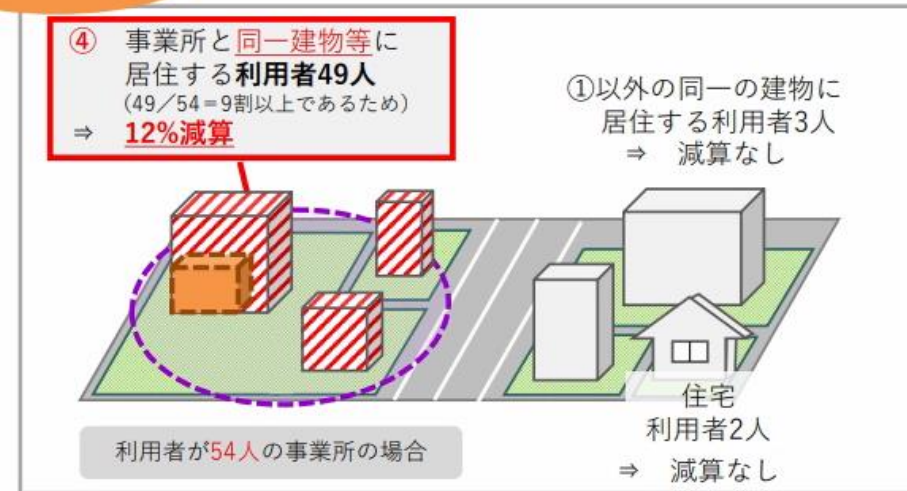 ④ 事業所と同一建物等に
居住する利用者49人
(49/54=9割以上であるため)
⇒ 12%減算
①以外の同一の建物に
居住する利用者3人
⇒ 減算なし
住宅
利用者2人
⇒ 減算なし
利用者が54人の事業所の場合